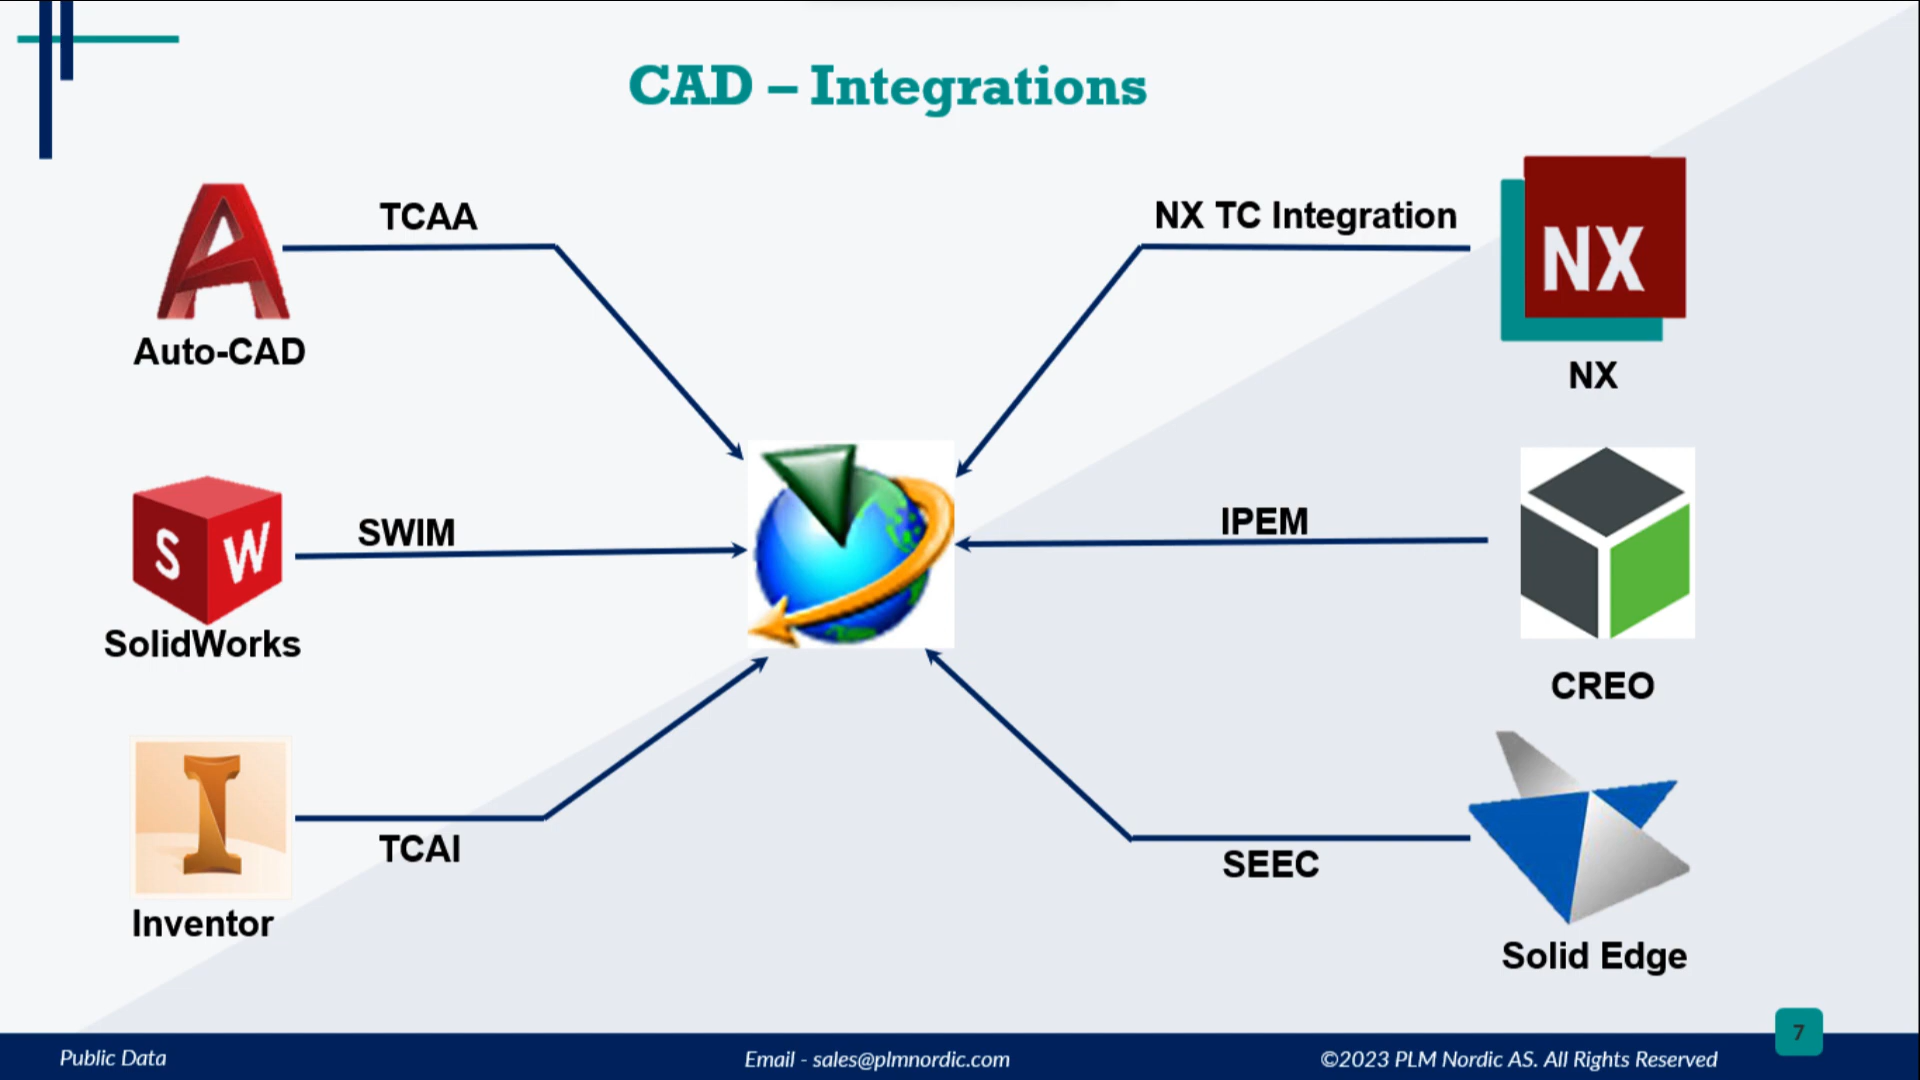 CAD – Integrations
TCAA
Auto-CAD
NX TC Integration
NX
NX
SWIM
S W
SolidWorks
IPEM
CREO
TCAI
Inventor
SEEC
Solid Edge
7
Public Data
Email - sales@plmnordic.com
©2023 PLM Nordic AS. All Rights Reserved